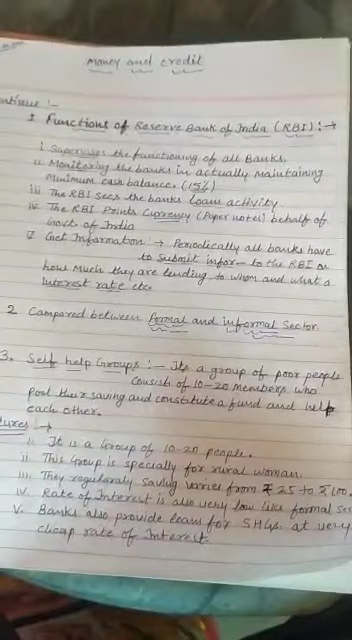 Money and credit
ontinue :-
1 Functions of Reserve Bank of India (RBI) :→
i Supervises the functioning of all Banks.
ii Monitoring the banks in actually maintaining
Minimum cash balance. (15%)
iii The RBI sees the banks loan activity.
iv The RBI Prints Currency (Paper notes) behalf of
Govt. of India
V Get Information → Periodically all banks have
to submit infor- to the RBI on
how much they are lending to whom and what a
Interest rate etc.
2 Compared between Formal and informal Sector.
3. Self help Groups :- Its a group of poor people
Consists of 10-20 members who
Pool their saving and constitute a fund and help
each other.
ures :→
i. It is a Group of 10-20 people.
ii. This Group is specially for rural woman.
iii. They regularaly saving varies from ₹ 25 to ₹ 100,
iv. Rate of Interest is also very low like formal sec
V. Banks also provide loans for SHGs. at very
cheap rate of Interest.